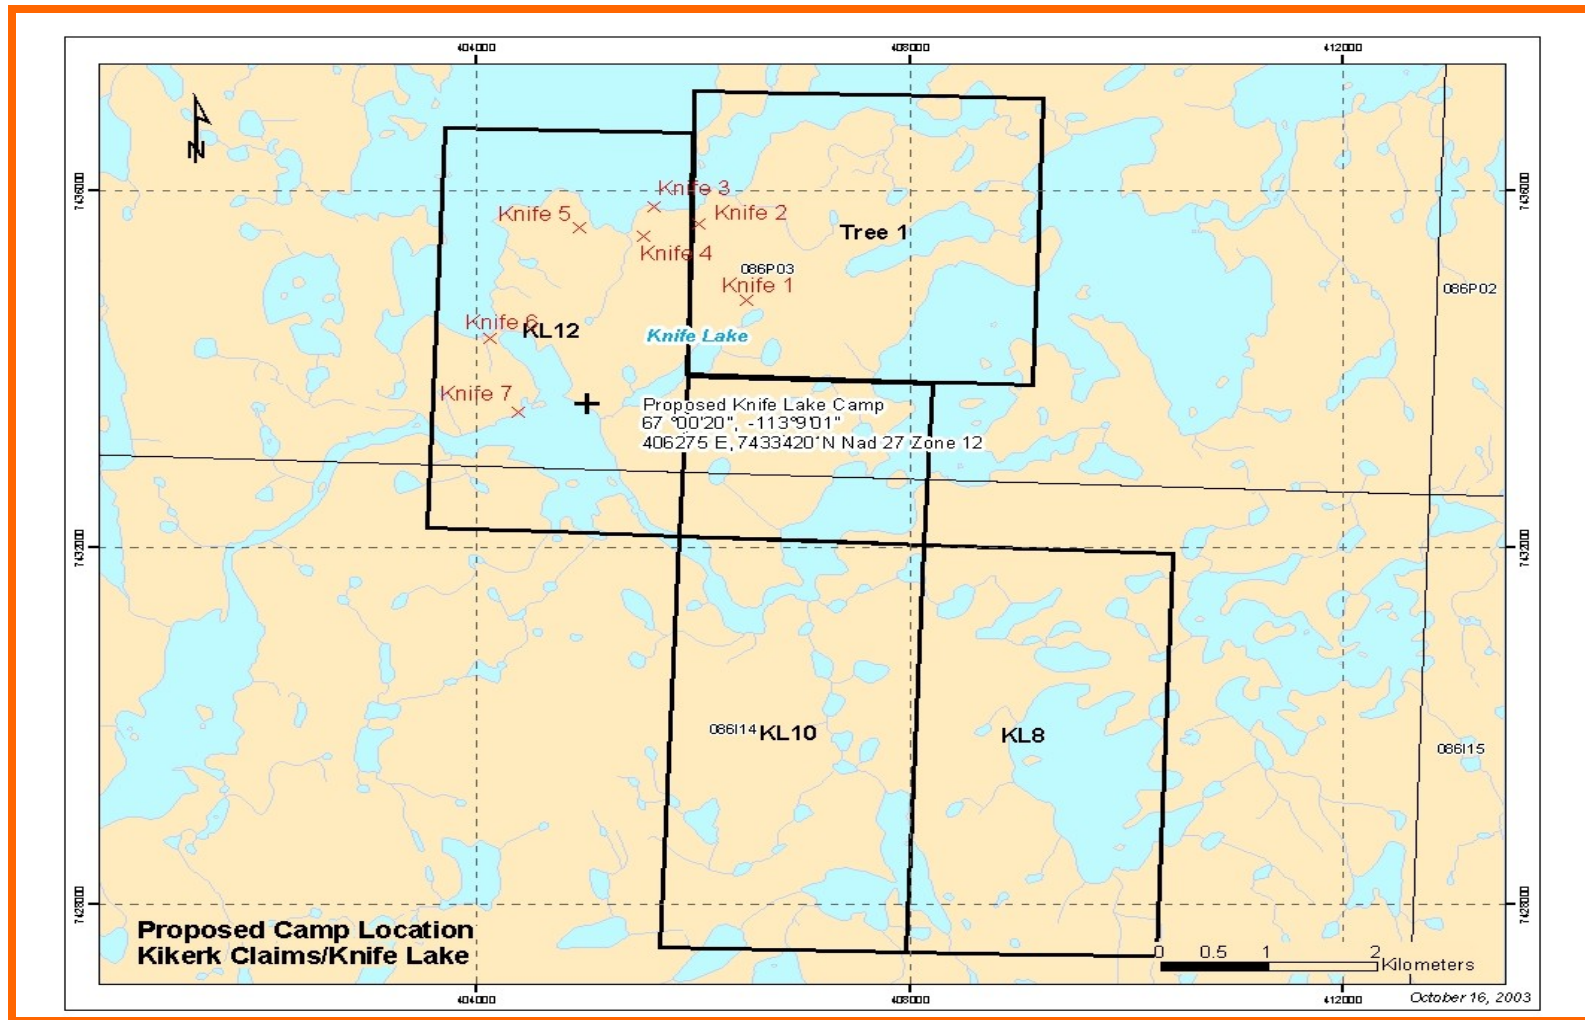 404000
408000
412000
N
7436000
7436000
Knife 3
Knife 5
Knife 2
Tree 1
Knife 4
086P03
Knife 1
086P02
Knife 6
KL12
Knife Lake
Knife 7
Proposed Knife Lake Camp
67 °00'20", -113°9'01"
406275 E, 7433420'N Nad 27 Zone 12
7432000
7432000
086I14
KL10
KL8
086I15
7428000
7428000
Proposed Camp Location
Kikerk Claims/Knife Lake
0 0.5 1 2
Kilometers
404000
408000
412000
October 16, 2003